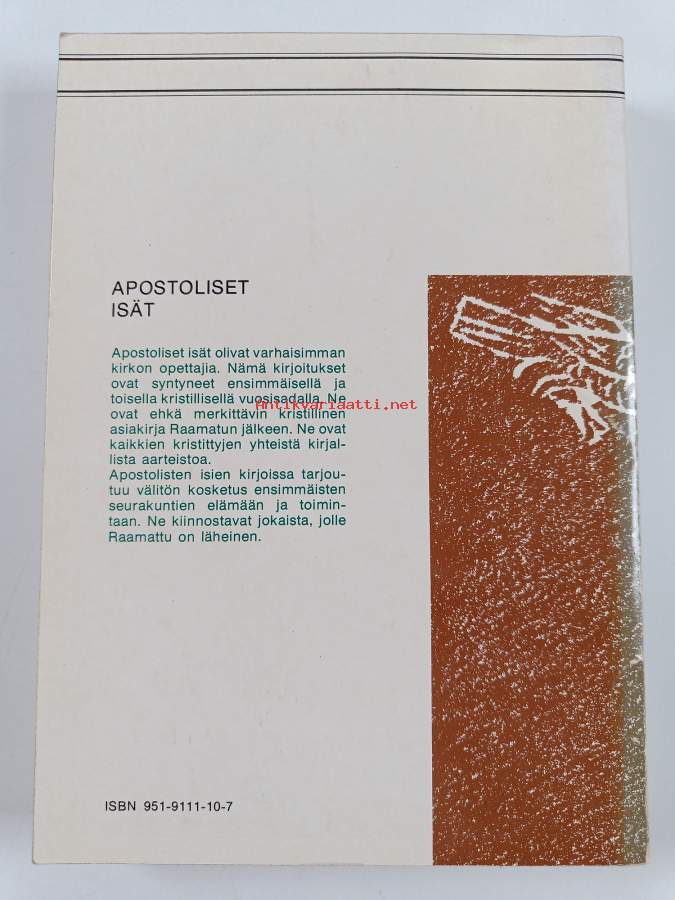 APOSTOLISET
ISÄT
Apostoliset isät olivat varhaisimman
kirkon opettajia. Nämä kirjoitukset
ovat syntyneet ensimmäisellä ja
toisella kristillisellä vuosisadalla. Ne
Antikvariaatti.net
ovat ehkä merkittävin kristillinen
asiakirja Raamatun jälkeen. Ne ovat
kaikkien kristittyjen yhteistä kirjal-
lista aarteistoa.
Apostolisten isien kirjoissa tarjou-
tuu välitön kosketus ensimmäisten
seurakuntien elämään ja toimin-
taan. Ne kiinnostavat jokaista, jolle
Raamattu on läheinen.
ISBN 951-9111-10-7